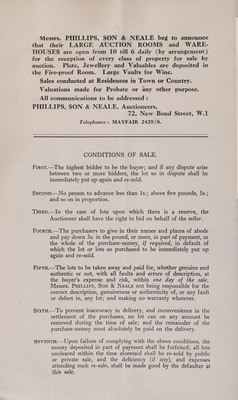 Messrs. PHILLIPS, SON & NEALE beg to announce
that their LARGE AUCTION ROOMS and WARE-
HOUSES are open from 10 till 6 daily (by arrangement)
for the reception of every class of property for sale by
auction. Plate, Jewellery and Valuables are deposited in
the Fire-proof Room. Large Vaults for Wine.
Sales conducted at Residences in Town or Country.
Valuations made for Probate or any other purpose.
All communications to be addressed :
PHILLIPS, SON & NEALE, Auctioneers,
72, New Bond Street, W.1
Telephones : MAYFAIR 2425/6.
CONDITIONS OF SALE.
FIRST.—The highest bidder to be the buyer; and if any dispute arise
between two or more bidders, the lot so in dispute shall be
immediately put up again and re-sold.
SECOND.—No person to advance less than 1s.; above five pounds, 5s.;
and so on in proportion.
THIRD.—In the case of lots upon which there is a reserve, the
Auctioneer shall have the right to bid on behalf of the seller.
FOURTH.—The purchasers to give in their names and places of abode
and pay down 5s. in the pound, or more, in part of payment, or
the whole of the purchase-money, if required, in default of
which the lot or lots so purchased to be immediately put up
again and re-sold.
FIFTH.—The lots to be taken away and paid for, whether genuine and
authentic or not, with all faults and errors of description, at
the buyer's expense and risk, within one day of the sale.
Messrs. PHILLIPS, SON & NEALE not being responsible for the
correct description, genuineness or authenticity of, or any fault
or defect in, any lot; and making no warranty whatever.
SIXTH.—To prevent inaccuracy in delivery, and inconvenience in the
settlement of the purchases, no lot can on any account be
removed during the time of sale; and the remainder of the
purchase-money must absolutely be paid on the delivery.
SEVENTH.—Upon failure of complying with the above conditions, the
money deposited in part of payment shall be forfeited; all lots
uncleared within the time aforesaid shall be re-sold by public
or private sale, and the deficiency (if any), and expenses
attending such re-sale, shall be made good by the defaulter at
this sale.